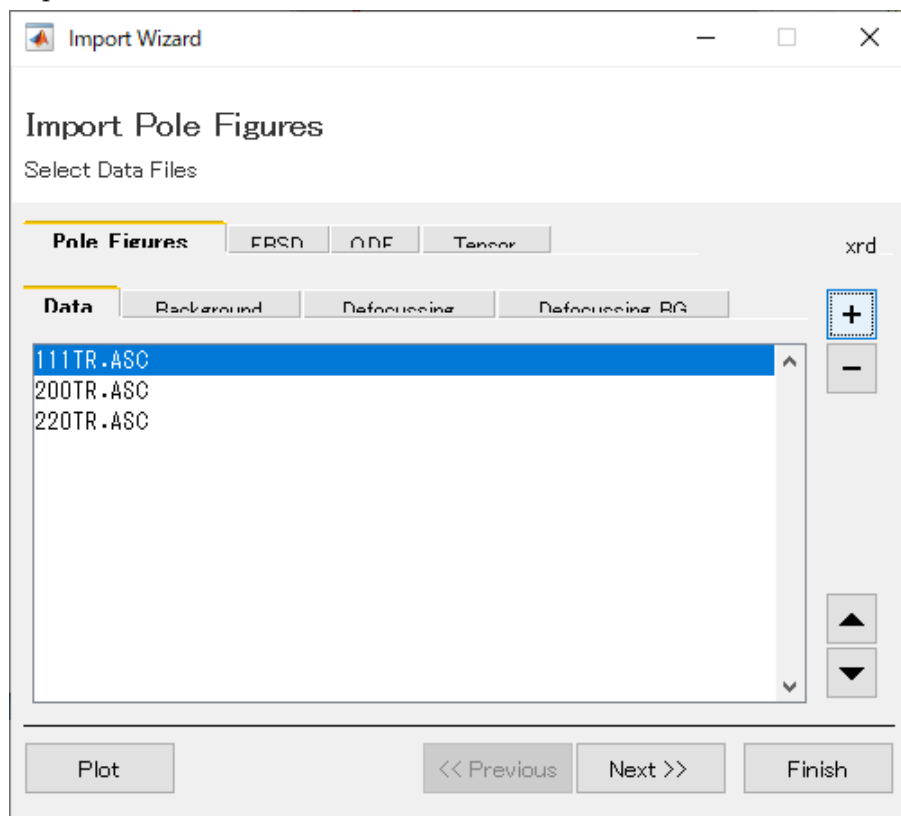 Import Wizard
Import Pole Figures
Select Data Files
Pole Figures EBSD ODF Tensor xrd
Data Background Defocussing Defocussing BG
+
111TR.ASC
−
200TR.ASC
220TR.ASC
Plot << Previous Next >> Finish